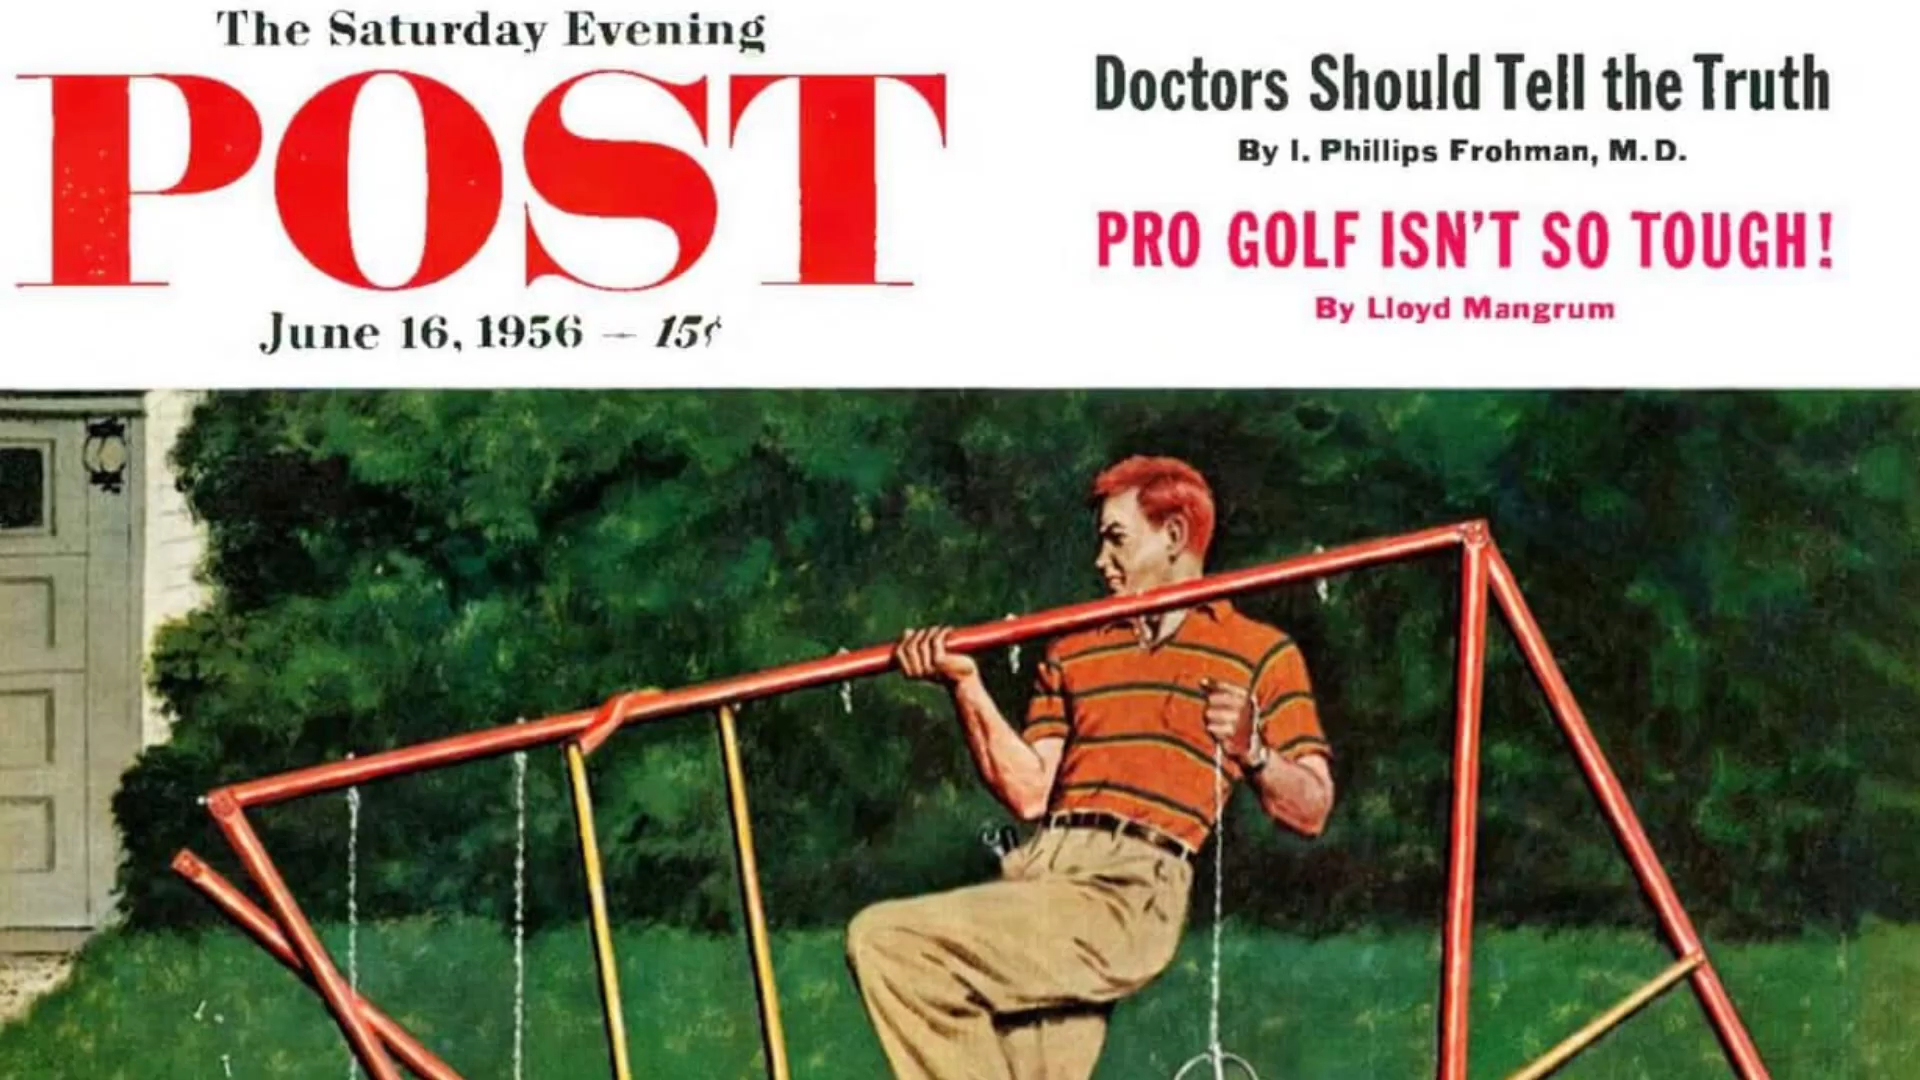 The Saturday Evening
POST
June 16, 1956 — 15¢
Doctors Should Tell the Truth
By I. Phillips Frohman, M.D.
PRO GOLF ISN'T SO TOUGH!
By Lloyd Mangrum